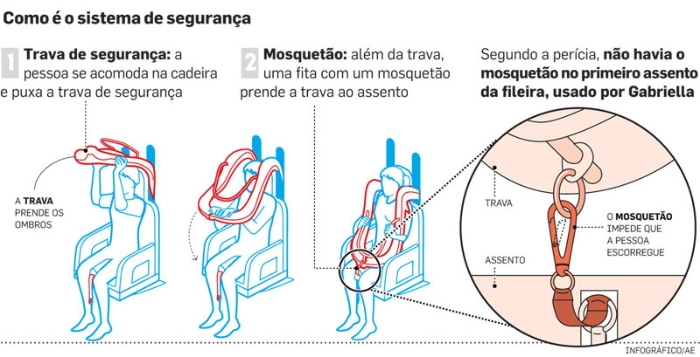 Como é o sistema de segurança
1 Trava de segurança: a
pessoa se acomoda na cadeira
e puxa a trava de segurança
2 Mosquetão: além da trava,
uma fita com um mosquetão
prende a trava ao assento
Segundo a perícia, não havia o
mosquetão no primeiro assento
da fileira, usado por Gabriella
A TRAVA
PRENDE OS
OMBROS
TRAVA
O MOSQUETÃO
IMPEDE QUE
A PESSOA
ESCORREGUE
ASSENTO
INFOGRÁFICO/AE